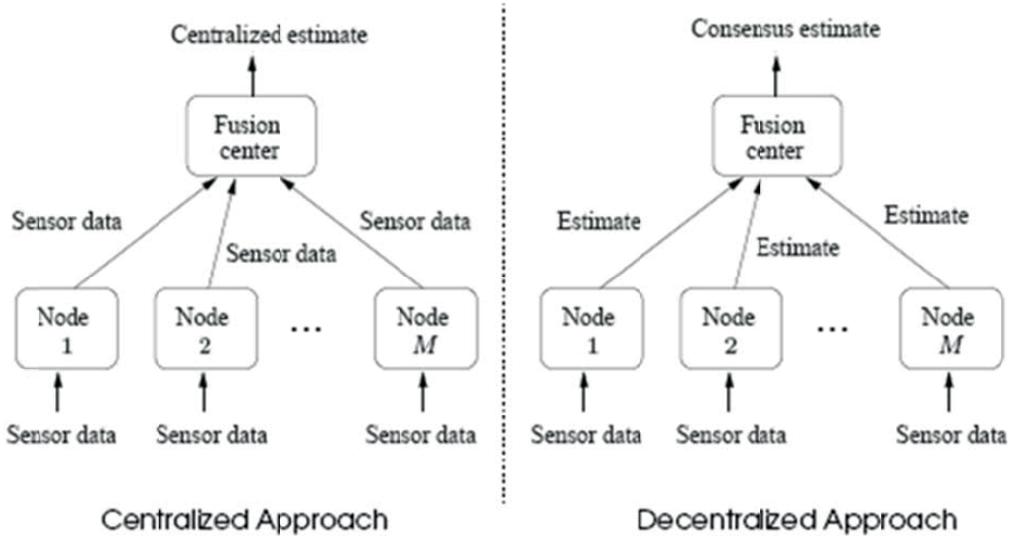 Centralized estimate
Fusion
center
Sensor data
Sensor data
Sensor data
Node
1
Node
2
...
Node
M
Sensor data
Sensor data
Sensor data
Centralized Approach
Consensus estimate
Fusion
center
Estimate
Estimate
Estimate
Node
1
Node
2
...
Node
M
Sensor data
Sensor data
Sensor data
Decentralized Approach